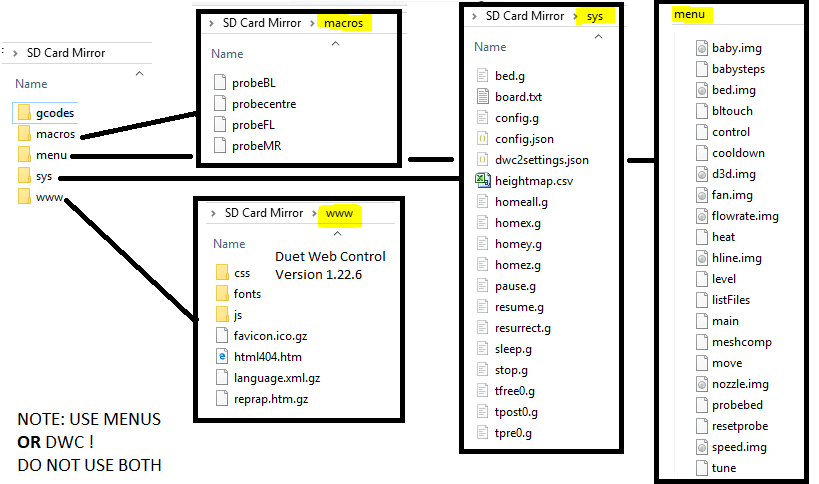 > SD Card Mirror
Name
gcodes
macros
menu
sys
www
> SD Card Mirror > macros
Name
probeBL
probecentre
probeFL
probeMR
> SD Card Mirror > www
Name
Duet Web Control
Version 1.22.6
css
fonts
js
favicon.ico.gz
html404.htm
language.xml.gz
reprap.htm.gz
> SD Card Mirror > sys
Name
bed.g
board.txt
config.g
config.json
dwc2settings.json
heightmap.csv
homeall.g
homex.g
homey.g
homez.g
pause.g
resume.g
resurrect.g
sleep.g
stop.g
tfree0.g
tpost0.g
tpre0.g
menu
baby.img
babysteps
bed.img
bltouch
control
cooldown
d3d.img
fan.img
flowrate.img
heat
hline.img
level
listFiles
main
meshcomp
move
nozzle.img
probebed
resetprobe
speed.img
tune
NOTE: USE MENUS
OR DWC !
DO NOT USE BOTH